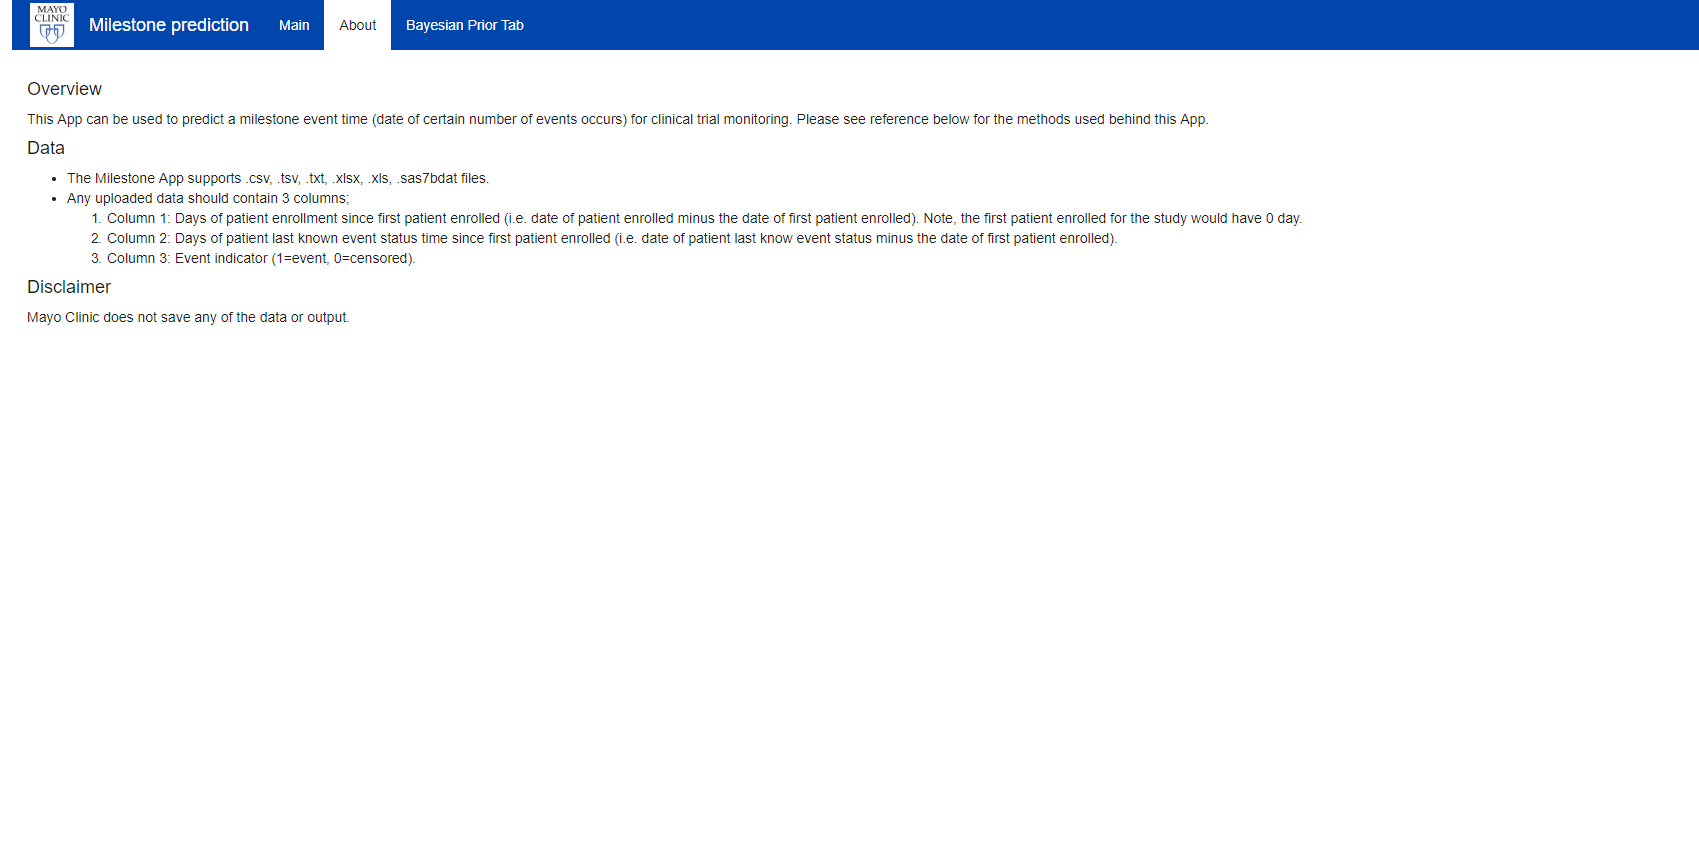 MAYO
CLINIC
Milestone prediction
Main
About
Bayesian Prior Tab
Overview
This App can be used to predict a milestone event time (date of certain number of events occurs) for clinical trial monitoring. Please see reference below for the methods used behind this App.
Data
• The Milestone App supports .csv, .tsv, .txt, .xlsx, .xls, .sas7bdat files.
• Any uploaded data should contain 3 columns;
1. Column 1: Days of patient enrollment since first patient enrolled (i.e. date of patient enrolled minus the date of first patient enrolled). Note, the first patient enrolled for the study would have 0 day.
2. Column 2: Days of patient last known event status time since first patient enrolled (i.e. date of patient last know event status minus the date of first patient enrolled).
3. Column 3: Event indicator (1=event, 0=censored).
Disclaimer
Mayo Clinic does not save any of the data or output.